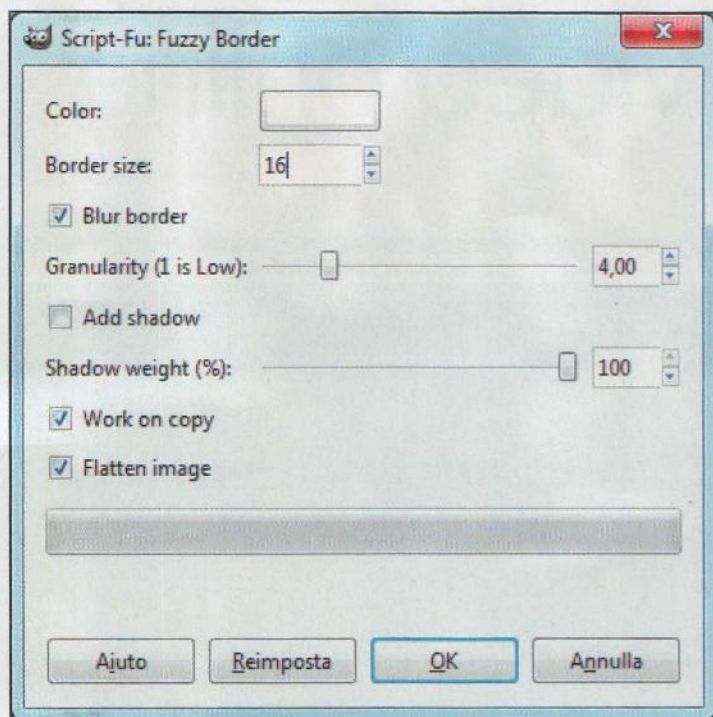 Script-Fu: Fuzzy Border
Color:
Border size: 16
Blur border
Granularity (1 is Low): 4,00
Add shadow
Shadow weight (%): 100
Work on copy
Flatten image
Aiuto Reimposta OK Annulla